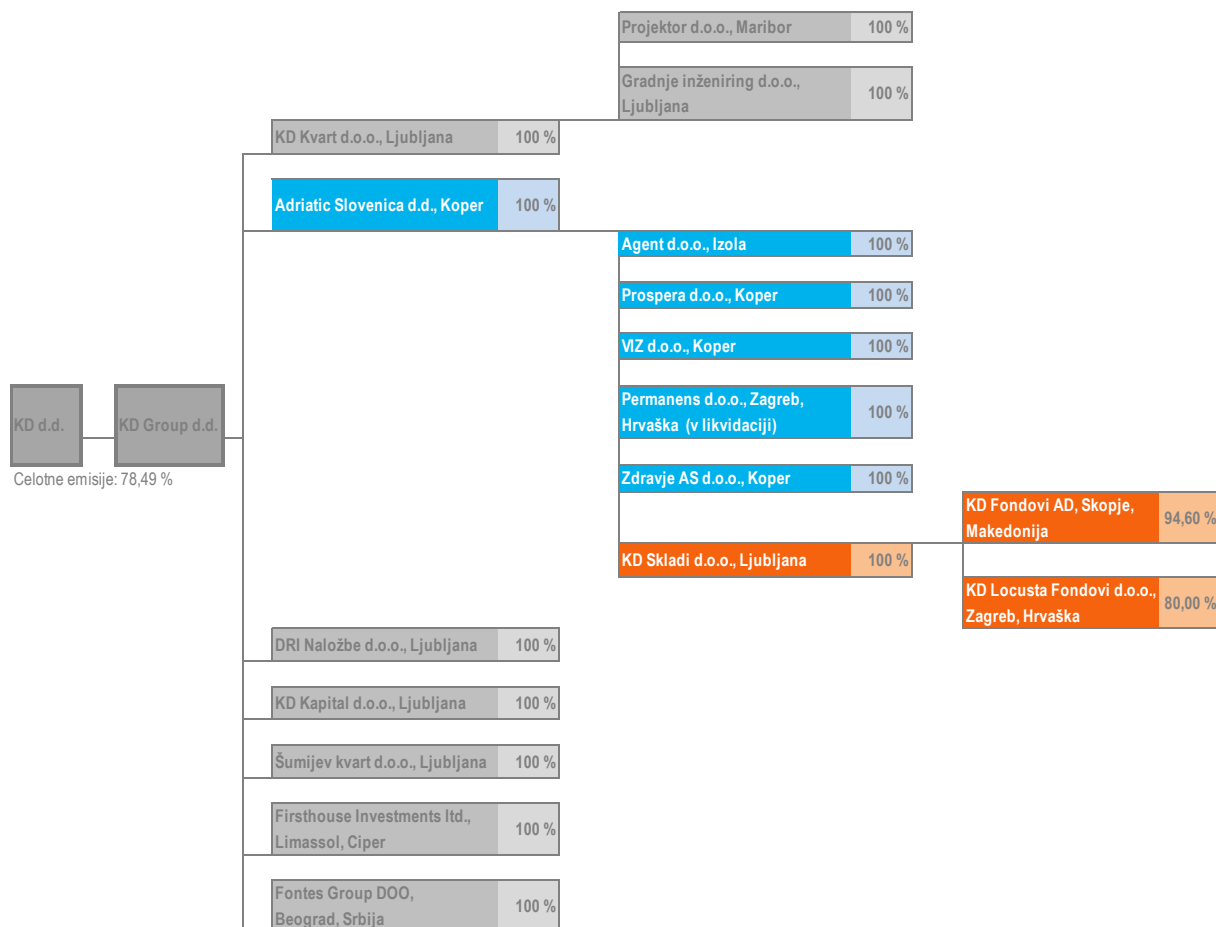 Projektor d.o.o., Maribor 100 %
Gradnje inženiring d.o.o.,
Ljubljana 100 %
KD Kvart d.o.o., Ljubljana 100 %
Adriatic Slovenica d.d., Koper 100 %
Agent d.o.o., Izola 100 %
Prospera d.o.o., Koper 100 %
VIZ d.o.o., Koper 100 %
Permanens d.o.o., Zagreb,
Hrvaška (v likvidaciji) 100 %
KD d.d.
KD Group d.d.
Celotne emisije: 78,49 %
Zdravje AS d.o.o., Koper 100 %
KD Fondovi AD, Skopje,
Makedonija 94,60 %
KD Skladi d.o.o., Ljubljana 100 %
KD Locusta Fondovi d.o.o.,
Zagreb, Hrvaška 80,00 %
DRI Naložbe d.o.o., Ljubljana 100 %
KD Kapital d.o.o., Ljubljana 100 %
Šumijev kvart d.o.o., Ljubljana 100 %
Firsthouse Investments ltd.,
Limassol, Ciper 100 %
Fontes Group DOO,
Beograd, Srbija 100 %